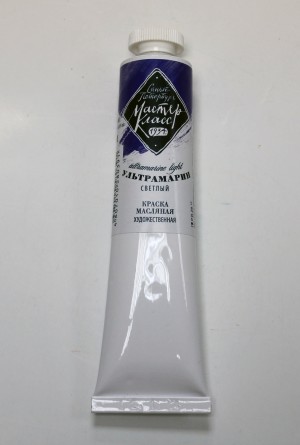 Санкт-
Петербург
Мастер
Класс
1934
ultramarine light
УЛЬТРАМАРИН
СВЕТЛЫЙ
КРАСКА
МАСЛЯНАЯ
ХУДОЖЕСТВЕННАЯ